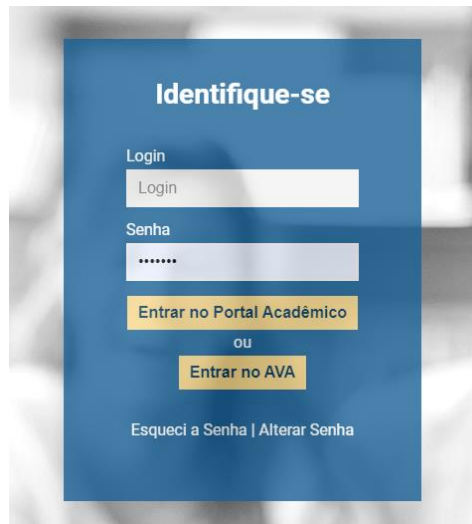 Identifique-se
Login
Login
Senha
•••••••
Entrar no Portal Acadêmico
ou
Entrar no AVA
Esqueci a Senha | Alterar Senha